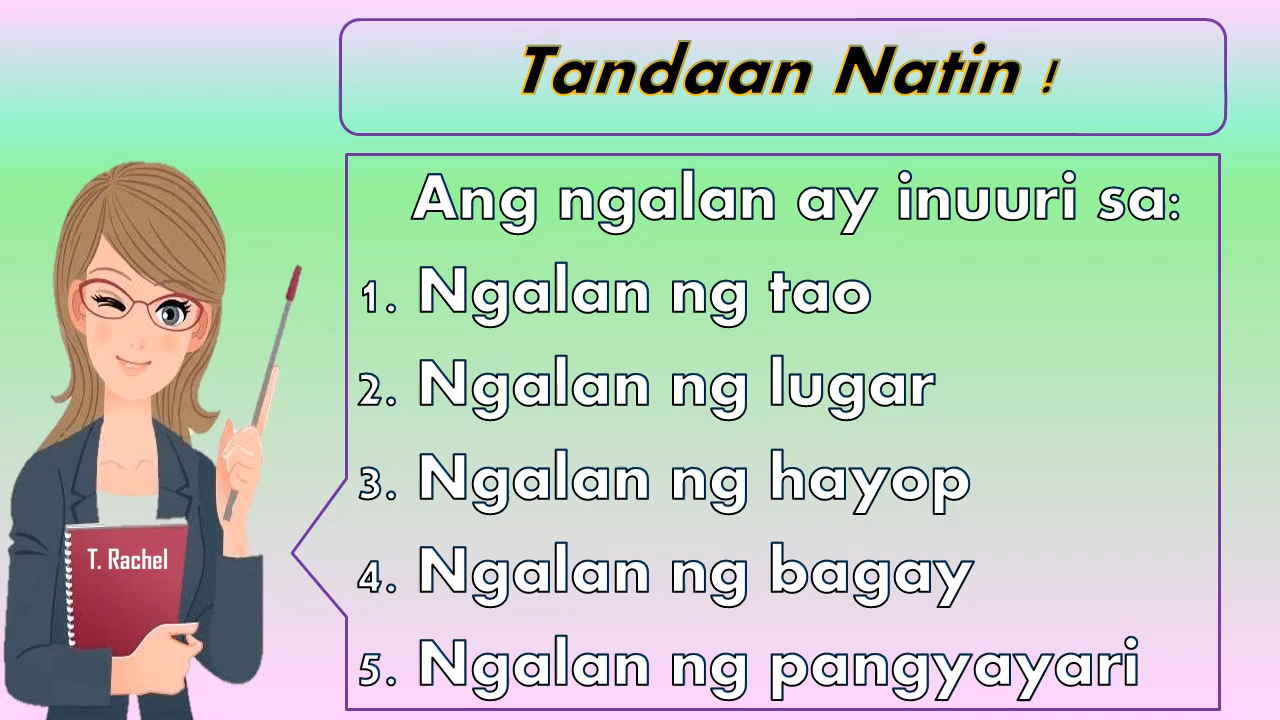 Tandaan Natin !
Ang ngalan ay inuuri sa:
1. Ngalan ng tao
2. Ngalan ng lugar
3. Ngalan ng hayop
4. Ngalan ng bagay
5. Ngalan ng pangyayari
T. Rachel